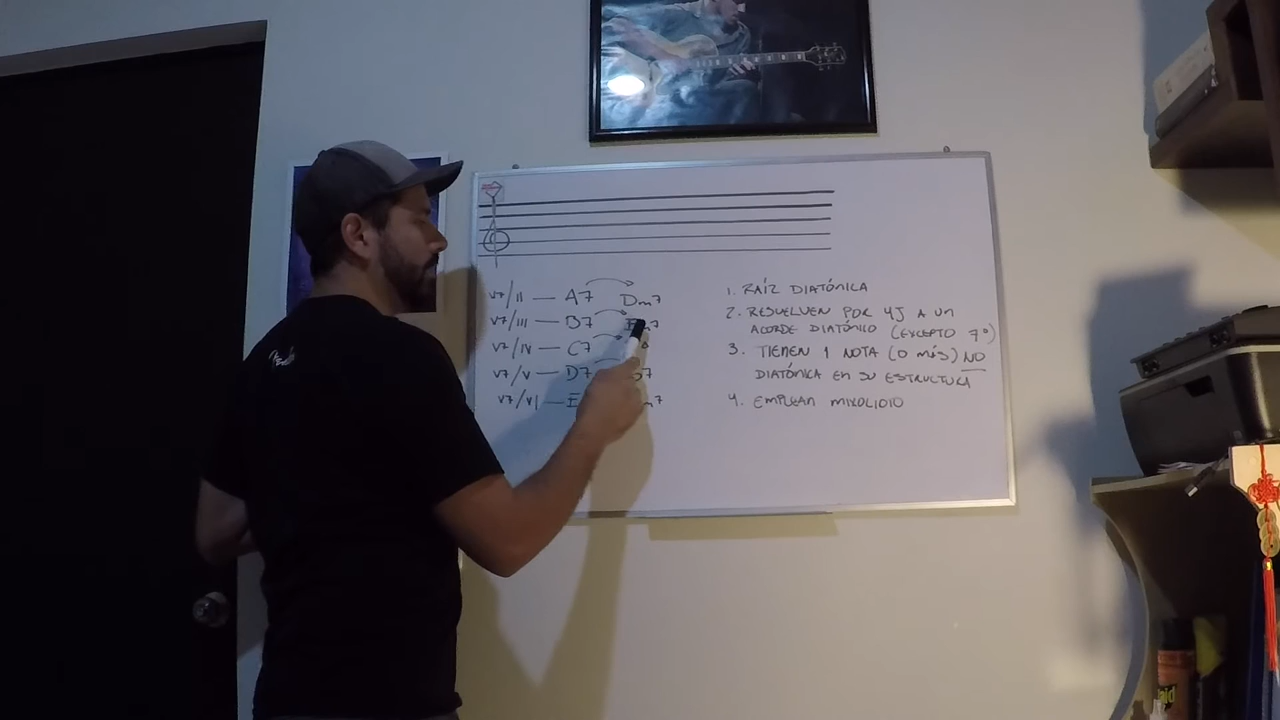 V7/II — A7 Dm7
V7/III — B7
V7/IV — C7
V7/V — D7
V7/VI —
1. RAÍZ DIATÓNICA
2. RESUELVEN POR 4J A UN
ACORDE DIATÓNICO (EXCEPTO 7º)
3. TIENEN 1 NOTA (O MÁS) NO
DIATÓNICA EN SU ESTRUCTURA
4. EMPLEAN MIXOLIDIO